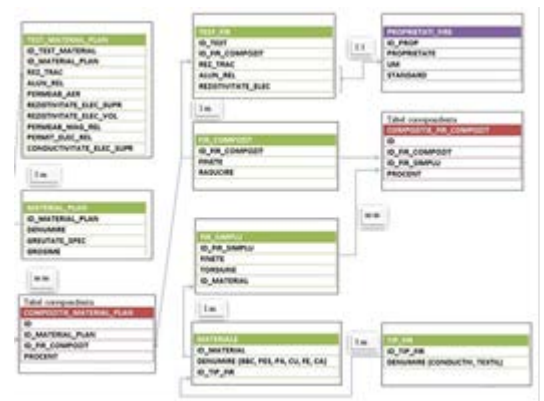 TEST_MATERIAL_PLAN
ID_TEST_MATERIAL
ID_MATERIAL_PLAN
REZ_TRAC
ALUN_REL
PERMEAB_AER
REZISTIVITATE_ELEC_SUPR
REZISTIVITATE_ELEC_VOL
PERMEAB_MAG_REL
PERMIT_ELEC_REL
CONDUCTIVITATE_ELEC_SUPR
1:m
MATERIAL_PLAN
ID_MATERIAL_PLAN
DENUMIRE
GREUTATE_SPEC
GROSIME
m:m
Tabel corespondenta
COMPOZITIE_MATERIAL_PLAN
ID
ID_MATERIAL_PLAN
ID_FIR_COMPOZIT
PROCENT
TEST_FIR
ID_TEST
ID_FIR_COMPOZIT
REZ_TRAC
ALUN_REL
REZISTIVITATE_ELEC
1:m
FIR_COMPOZIT
ID_FIR_COMPOZIT
FINETE
RASUCIRE
FIR_SIMPLU
ID_FIR_SIMPLU
FINETE
TORSIUNE
ID_MATERIAL
1:m
MATERIALE
ID_MATERIAL
DENUMIRE (BBC, PES, PA, CU, FE, CA)
ID_TIP_FIR
1:1
PROPRIETATI_FIRE
ID_PROP
PROPRIETATE
UM
STANDARD
Tabel corespondenta
COMPOZITIE_FIR_COMPOZIT
ID
ID_FIR_COMPOZIT
ID_FIR_SIMPLU
PROCENT
m:m
1:m
TIP_FIR
ID_TIP_FIR
DENUMIRE (CONDUCTIV, TEXTIL)